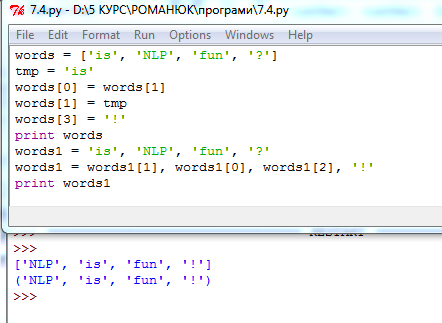 7.4.py - D:\5 КУРС\РОМАНЮК\програми\7.4.py
File Edit Format Run Options Windows Help
words = ['is', 'NLP', 'fun', '?']
tmp = 'is'
words[0] = words[1]
words[1] = tmp
words[3] = '!'
print words
words1 = 'is', 'NLP', 'fun', '?'
words1 = words1[1], words1[0], words1[2], '!'
print words1
>>>
['NLP', 'is', 'fun', '!']
('NLP', 'is', 'fun', '!')
>>>